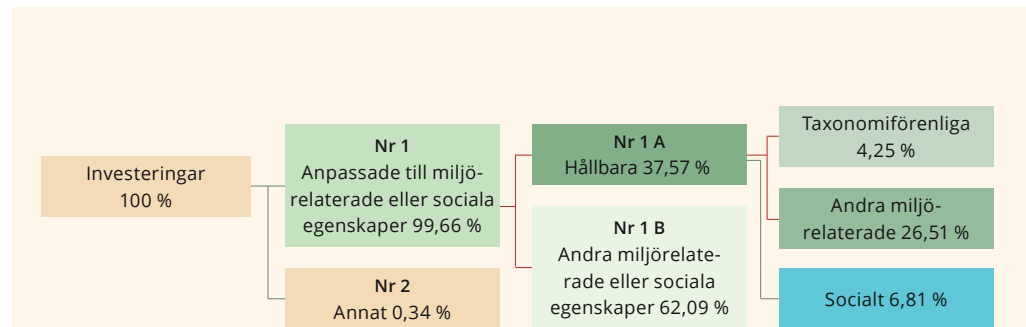 Investeringar
100 %
Nr 1
Anpassade till miljö-
relaterade eller sociala
egenskaper 99,66 %
Nr 2
Annat 0,34 %
Nr 1 A
Hållbara 37,57 %
Nr 1 B
Andra miljörelate-
rade eller sociala
egenskaper 62,09 %
Taxonomiförenliga
4,25 %
Andra miljö-
relaterade 26,51 %
Socialt 6,81 %